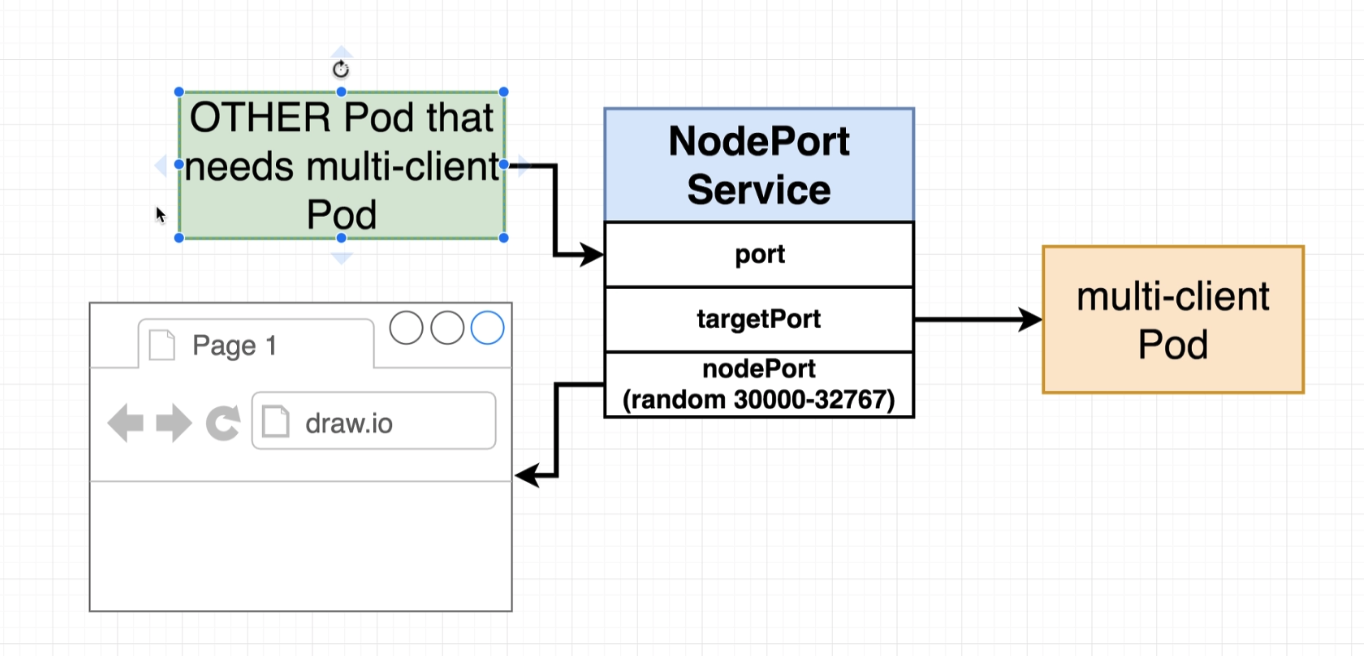 OTHER Pod that
needs multi-client
Pod
NodePort
Service
port
targetPort
nodePort
(random 30000-32767)
multi-client
Pod
Page 1
draw.io